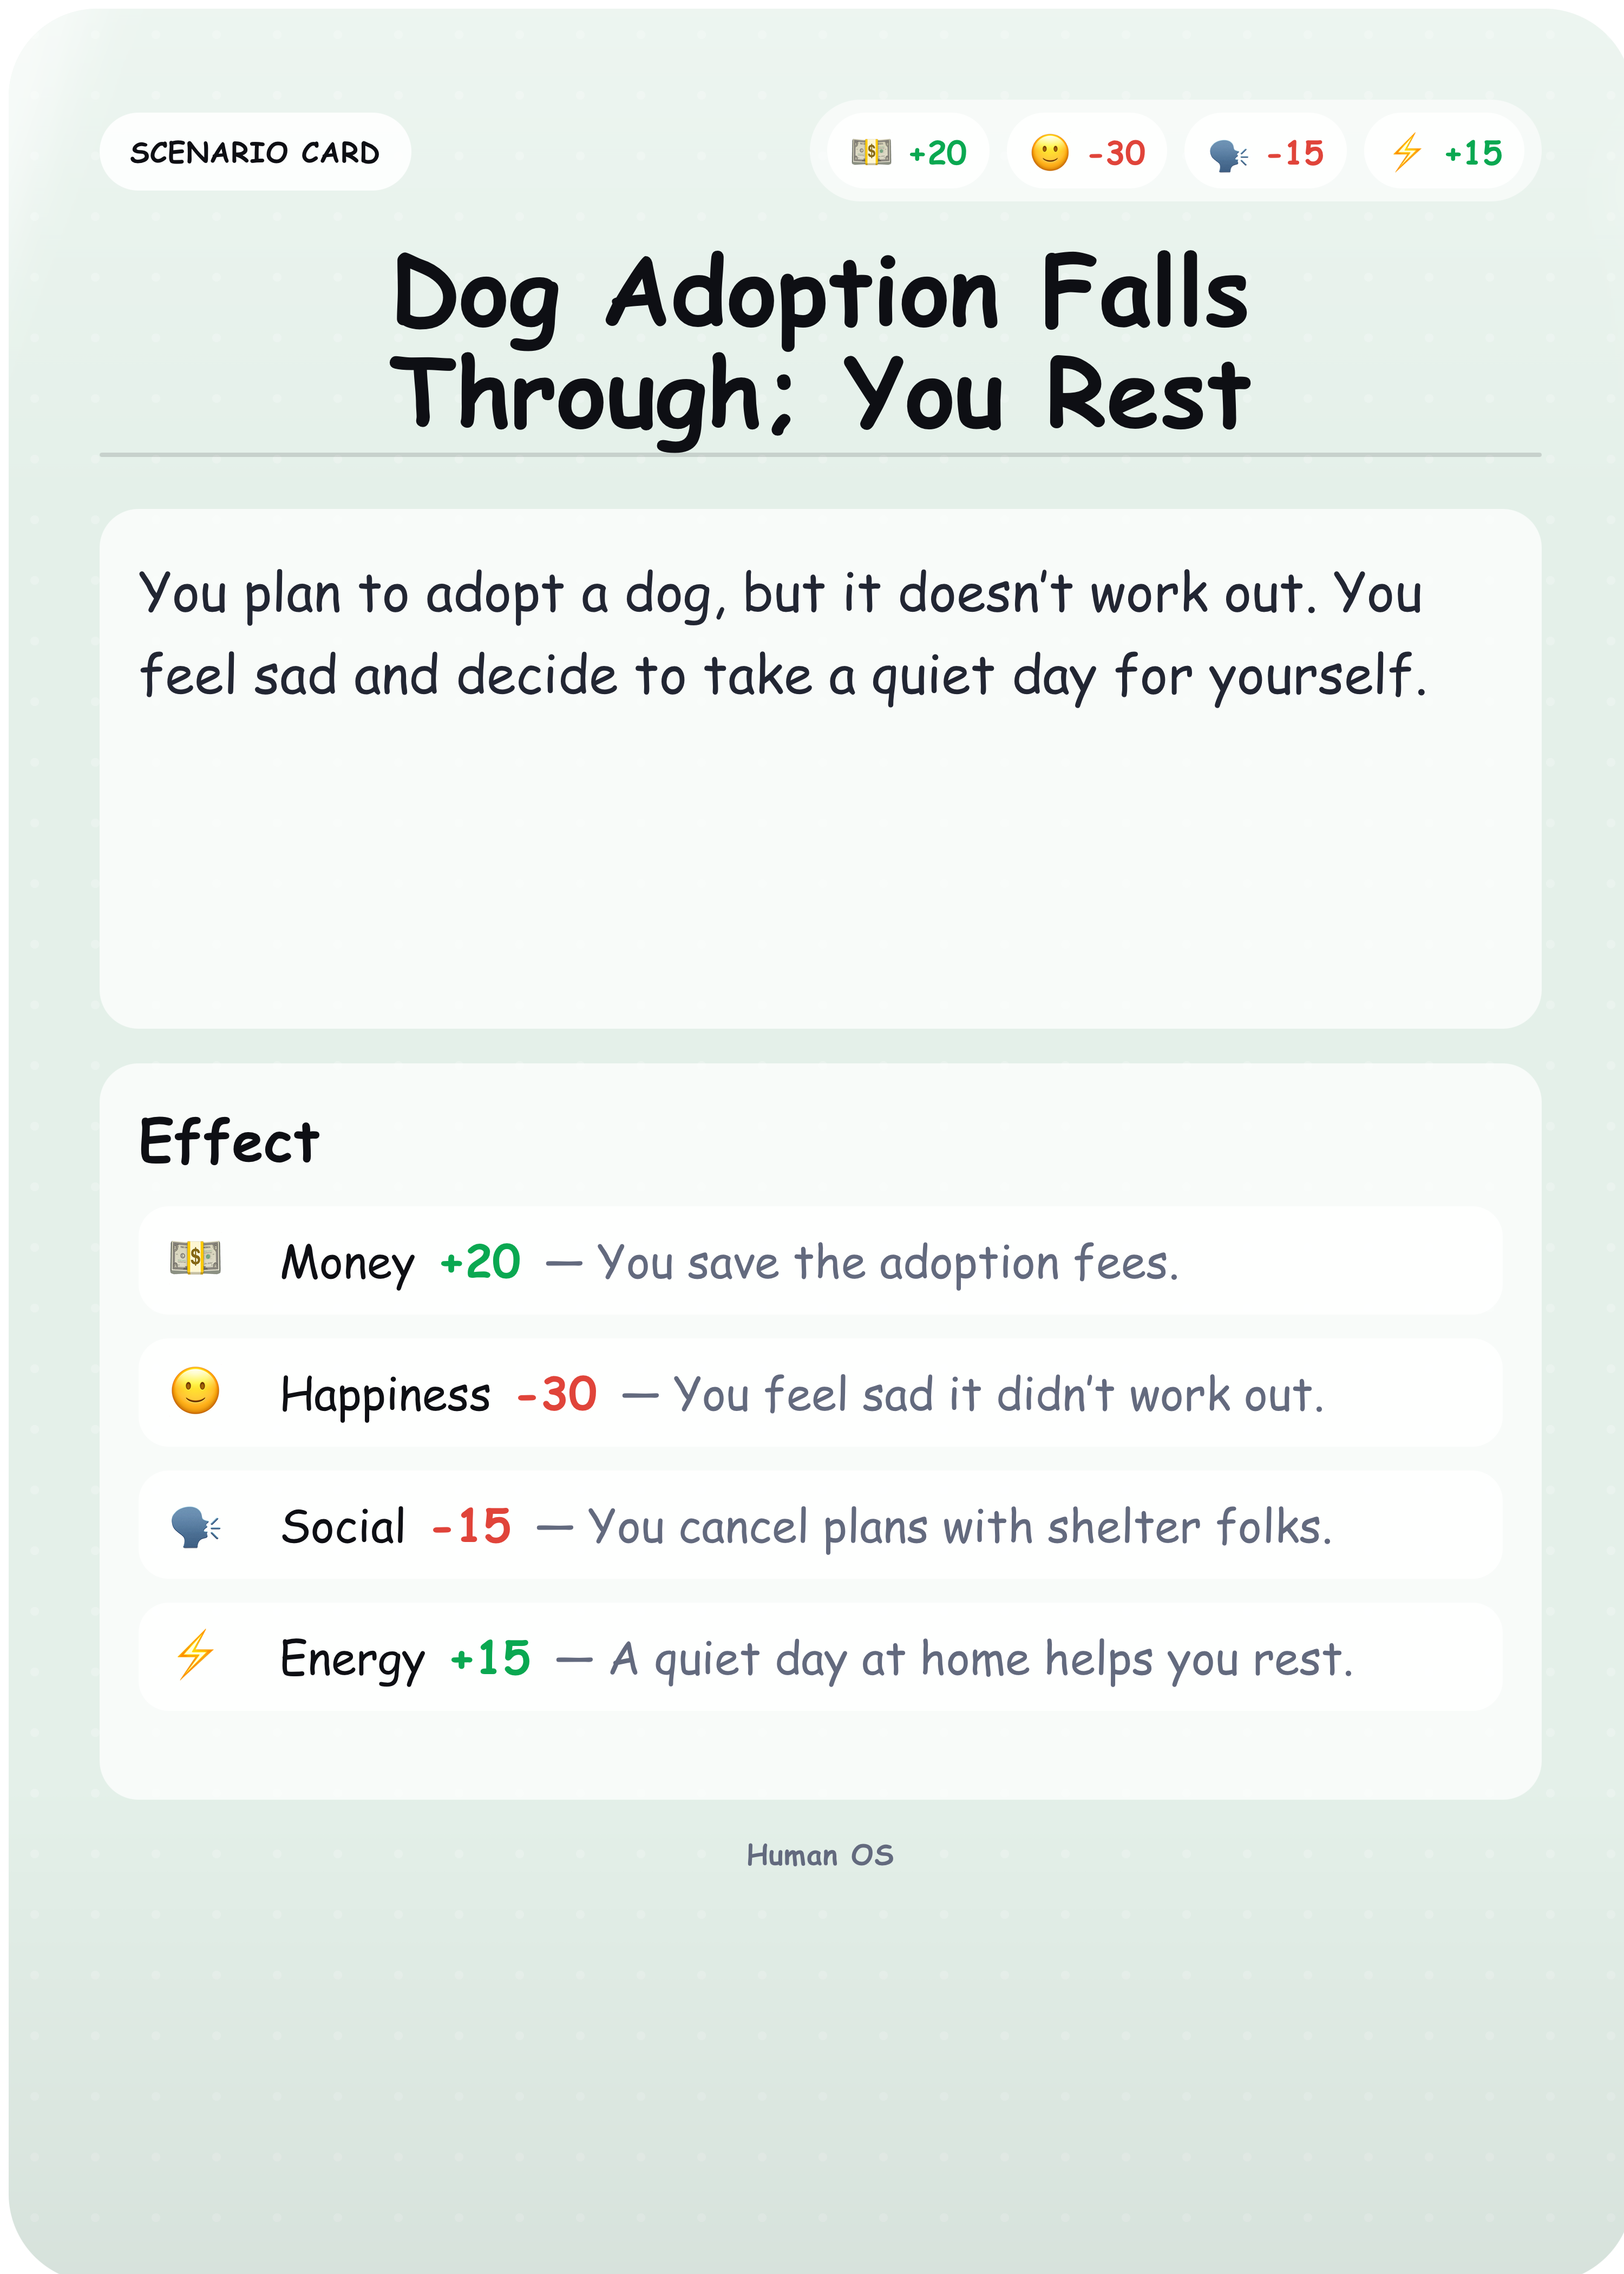 SCENARIO CARD
+20 -30 -15 +15
Dog Adoption Falls
Through; You Rest
You plan to adopt a dog, but it doesn’t work out. You
feel sad and decide to take a quiet day for yourself.
Effect
Money +20 — You save the adoption fees.
Happiness -30 — You feel sad it didn’t work out.
Social -15 — You cancel plans with shelter folks.
Energy +15 — A quiet day at home helps you rest.
Human OS